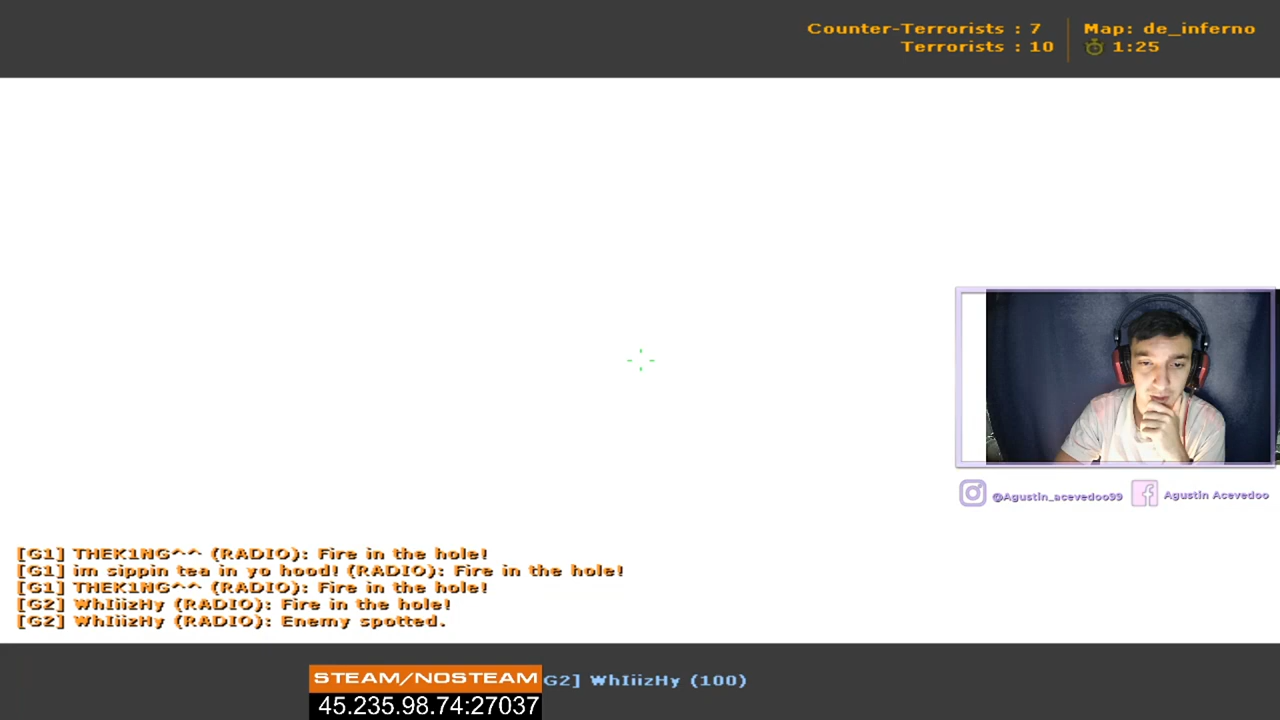 Counter-Terrorists : 7
Terrorists : 10
Map: de_inferno
1:25
@Agustin_acevedoo99
Agustin Acevedoo
[G1] THEK1NG^^ (RADIO): Fire in the hole!
[G1] im sippin tea in yo hood! (RADIO): Fire in the hole!
[G1] THEK1NG^^ (RADIO): Fire in the hole!
[G2] WhIiizHy (RADIO): Fire in the hole!
[G2] WhIiizHy (RADIO): Enemy spotted.
STEAM/NOSTEAM
G2] WhIiizHy (100)
45.235.98.74:27037